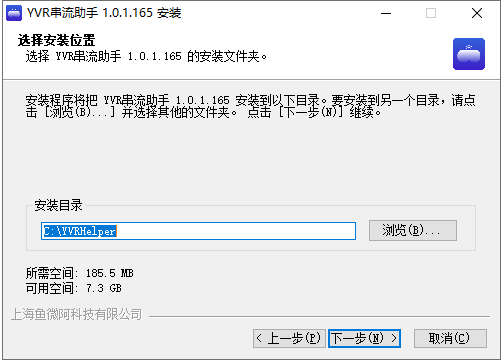 YVR串流助手 1.0.1.165 安装
选择安装位置
选择 YVR串流助手 1.0.1.165 的安装文件夹。
安装程序将把 YVR串流助手 1.0.1.165 安装到以下目录。要安装到另一个目录，请点
击 [浏览(B)...] 并选择其他的文件夹。 点击 [下一步(N)] 继续。
安装目录
C:\YVRHelper
浏览(B)...
所需空间: 185.5 MB
可用空间: 7.3 GB
上海鱼微阿科技有限公司
< 上一步(P) 下一步(N) > 取消(C)